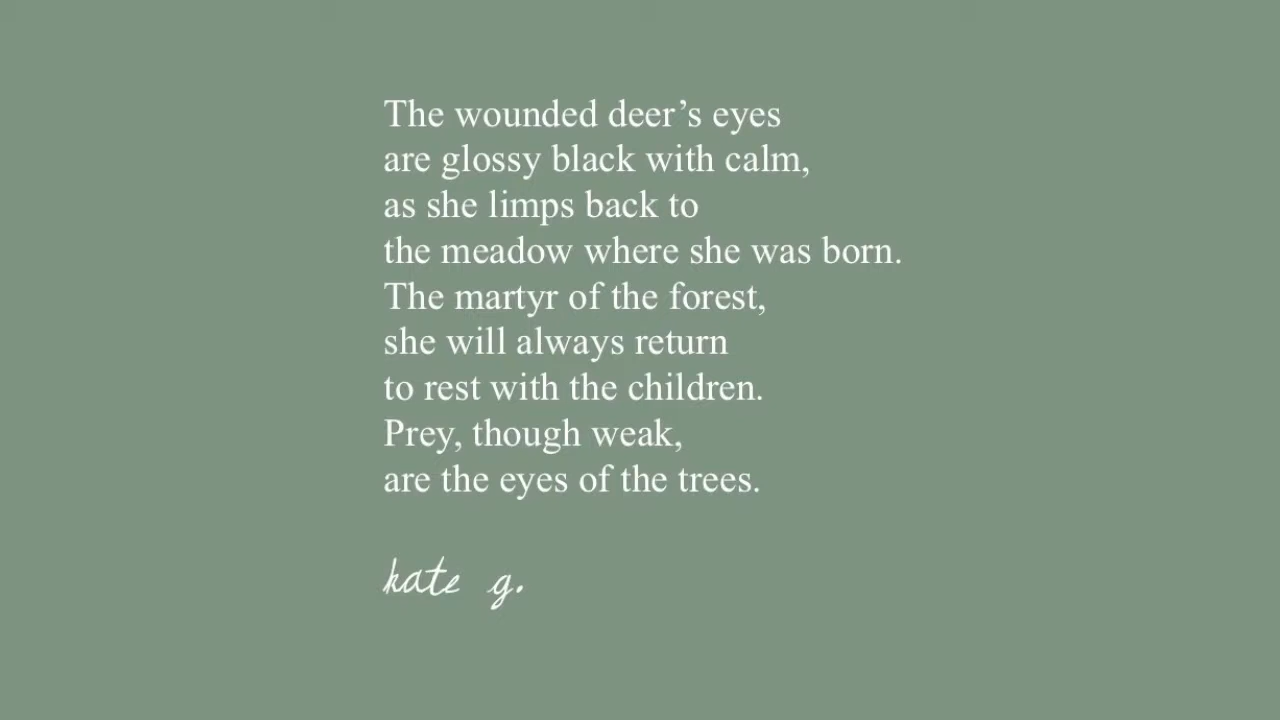 The wounded deer’s eyes
are glossy black with calm,
as she limps back to
the meadow where she was born.
The martyr of the forest,
she will always return
to rest with the children.
Prey, though weak,
are the eyes of the trees.
kate g.